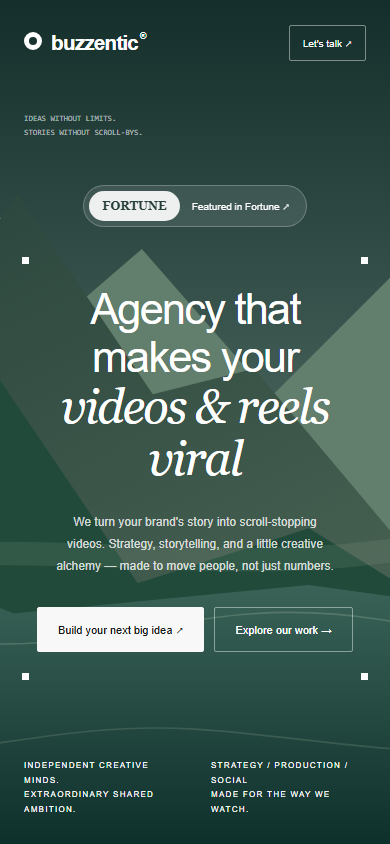 buzzentic®
Let's talk ↗
IDEAS WITHOUT LIMITS.
STORIES WITHOUT SCROLL-BYS.
FORTUNE
Featured in Fortune ↗
Agency that
makes your
videos & reels
viral
We turn your brand's story into scroll-stopping
videos. Strategy, storytelling, and a little creative
alchemy — made to move people, not just numbers.
Build your next big idea ↗
Explore our work →
INDEPENDENT CREATIVE
MINDS.
EXTRAORDINARY SHARED
AMBITION.
STRATEGY / PRODUCTION /
SOCIAL
MADE FOR THE WAY WE
WATCH.